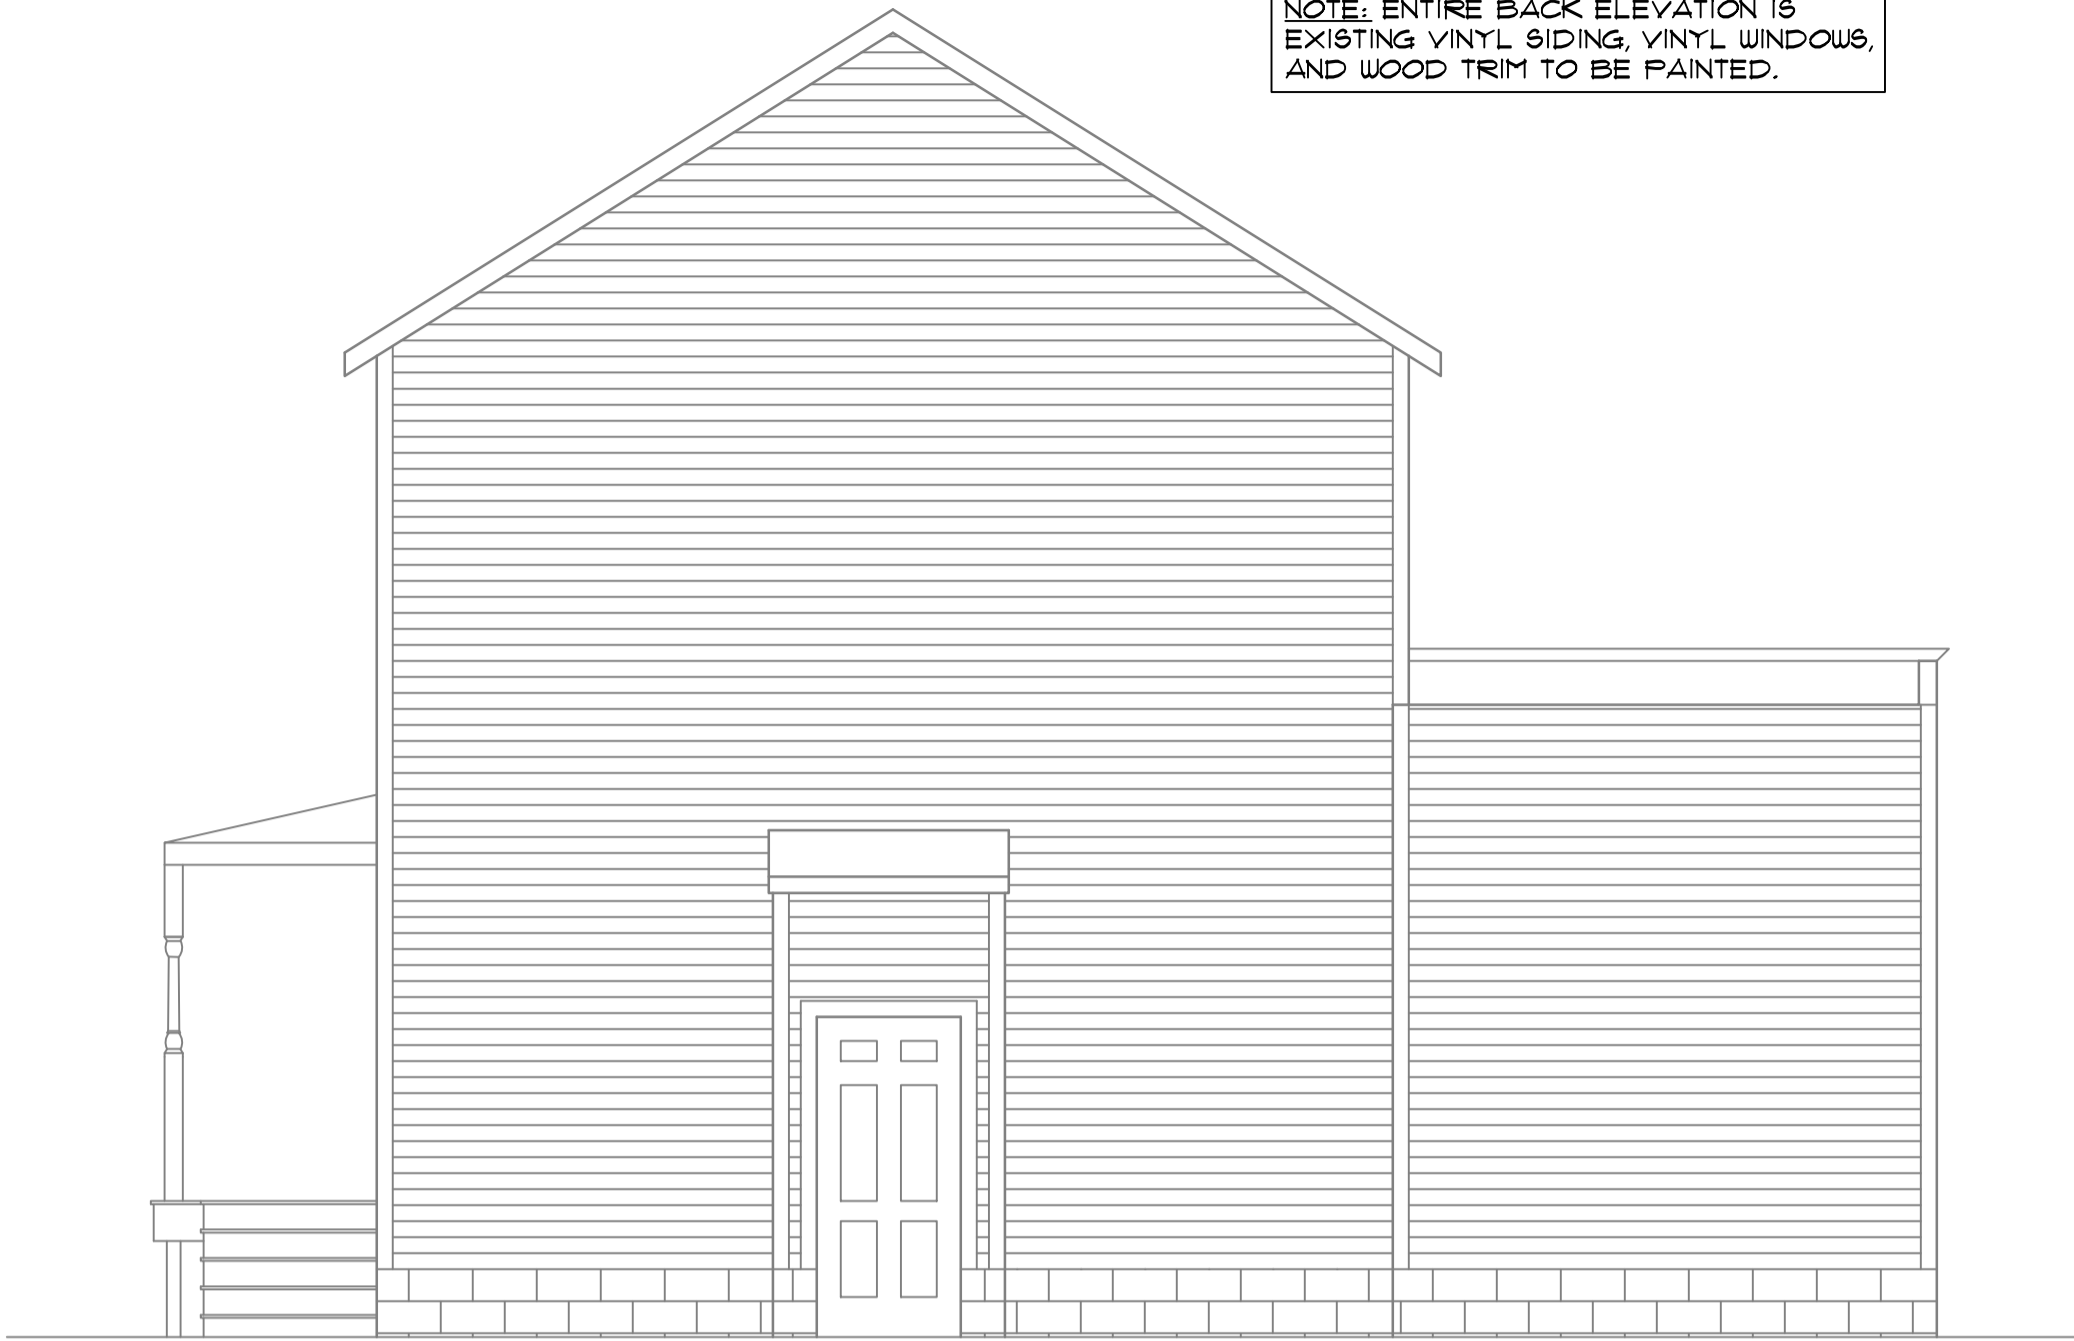 NOTE: ENTIRE BACK ELEVATION IS
EXISTING VINYL SIDING, VINYL WINDOWS,
AND WOOD TRIM TO BE PAINTED.